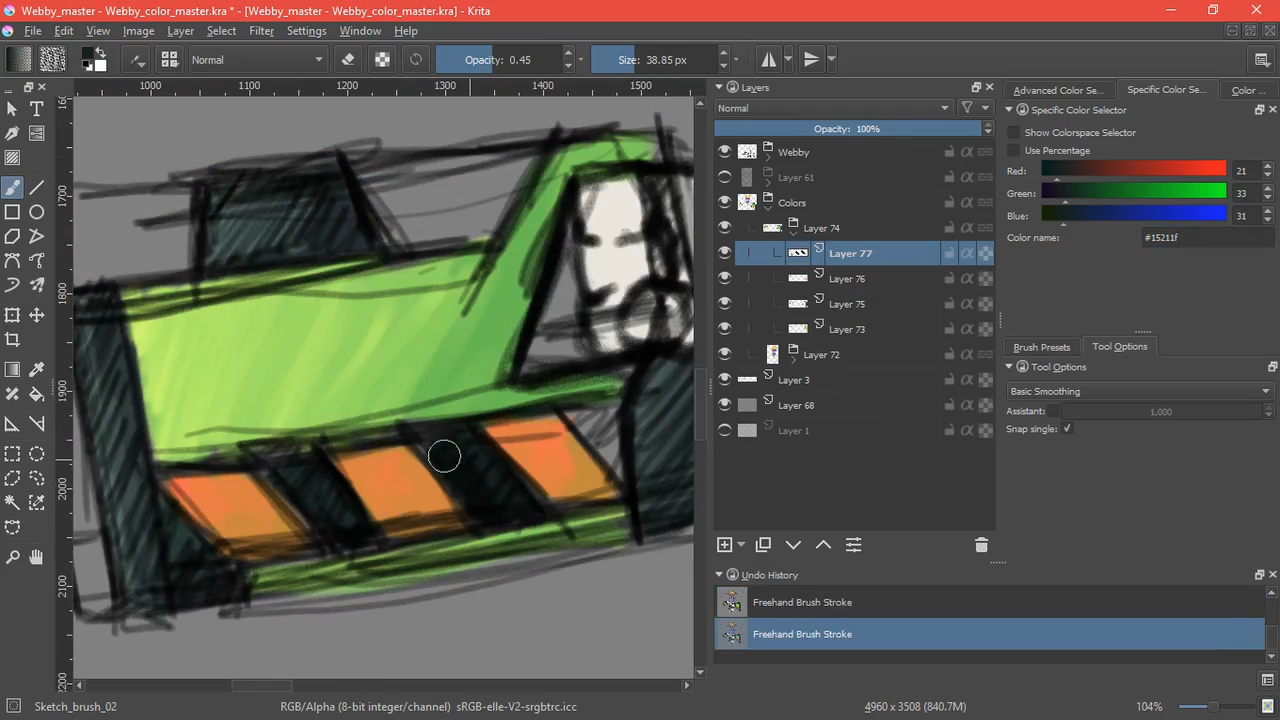 Webby_master - Webby_color_master.kra * - [Webby_master - Webby_color_master.kra] - Krita
File Edit View Image Layer Select Filter Settings Window Help
Normal Opacity: 0.45 Size: 38.85 px
1000 1100 1200 1300 1400 1500
1700
1800
1900
2000
2100
Layers
Normal
Opacity: 100%
Webby
Layer 61
Colors
Layer 74
Layer 77
Layer 76
Layer 75
Layer 73
Layer 72
Layer 3
Layer 68
Layer 1
Undo History
Freehand Brush Stroke
Freehand Brush Stroke
Advanced Color Se... Specific Color Se... Color ...
Specific Color Selector
Show Colorspace Selector
Use Percentage
Red: 21
Green: 33
Blue: 31
Color name: #15211f
Brush Presets Tool Options
Tool Options
Basic Smoothing
Assistant: 1,000
Snap single:
Sketch_brush_02 RGB/Alpha (8-bit integer/channel) sRGB-elle-V2-srgbtrc.icc 4960 x 3508 (840.7M) 104%